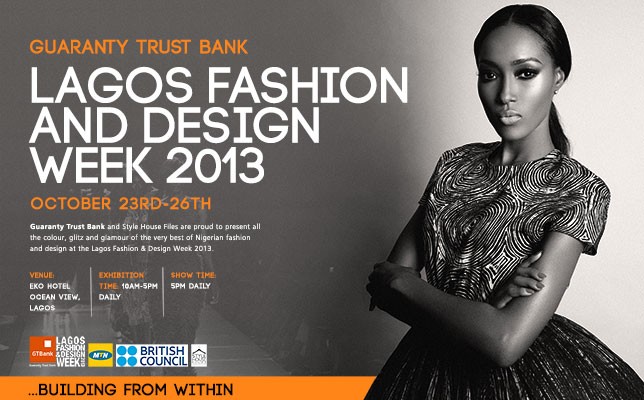 GUARANTY TRUST BANK
LAGOS FASHION
AND DESIGN
WEEK 2013
OCTOBER 23RD-26TH
Guaranty Trust Bank and Style House Files are proud to present all
the colour, glitz and glamour of the very best of Nigerian fashion
and design at the Lagos Fashion & Design Week 2013.
VENUE:
EKO HOTEL
OCEAN VIEW,
LAGOS
EXHIBITION
TIME: 10AM-5PM
DAILY
SHOW TIME:
5PM DAILY
GTBank
LAGOS
FASHION
&DESIGN
WEEK
MTN
BRITISH
COUNCIL
...BUILDING FROM WITHIN